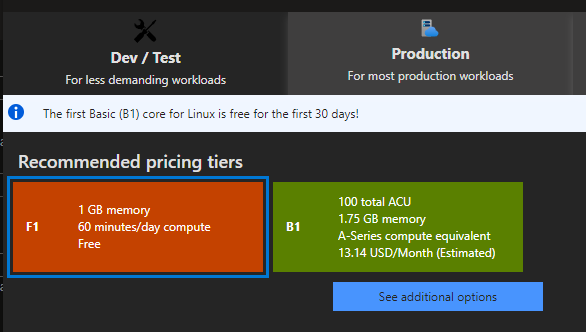 Dev / Test
For less demanding workloads
Production
For most production workloads
The first Basic (B1) core for Linux is free for the first 30 days!
Recommended pricing tiers
F1
1 GB memory
60 minutes/day compute
Free
B1
100 total ACU
1.75 GB memory
A-Series compute equivalent
13.14 USD/Month (Estimated)
See additional options